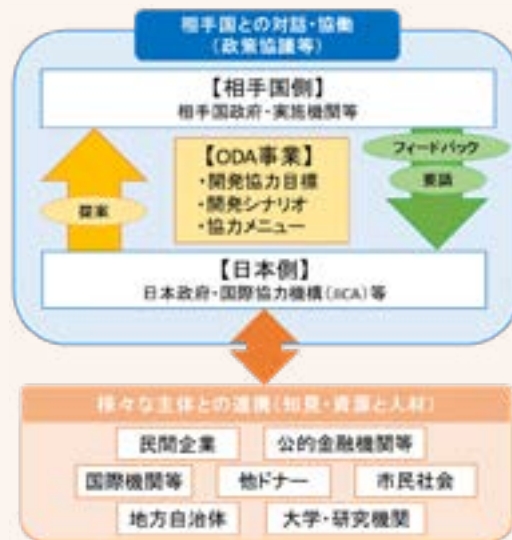 相手国との対話・協働
(政策協議等)
【相手国側】
相手国政府・実施機関等
【ODA事業】
・開発協力目標
・開発シナリオ
・協力メニュー
フィードバック
要請
提案
【日本側】
日本政府・国際協力機構(JICA)等
様々な主体との連携(知見・資源と人材)
民間企業
公的金融機関等
国際機関等
他ドナー
市民社会
地方自治体
大学・研究機関